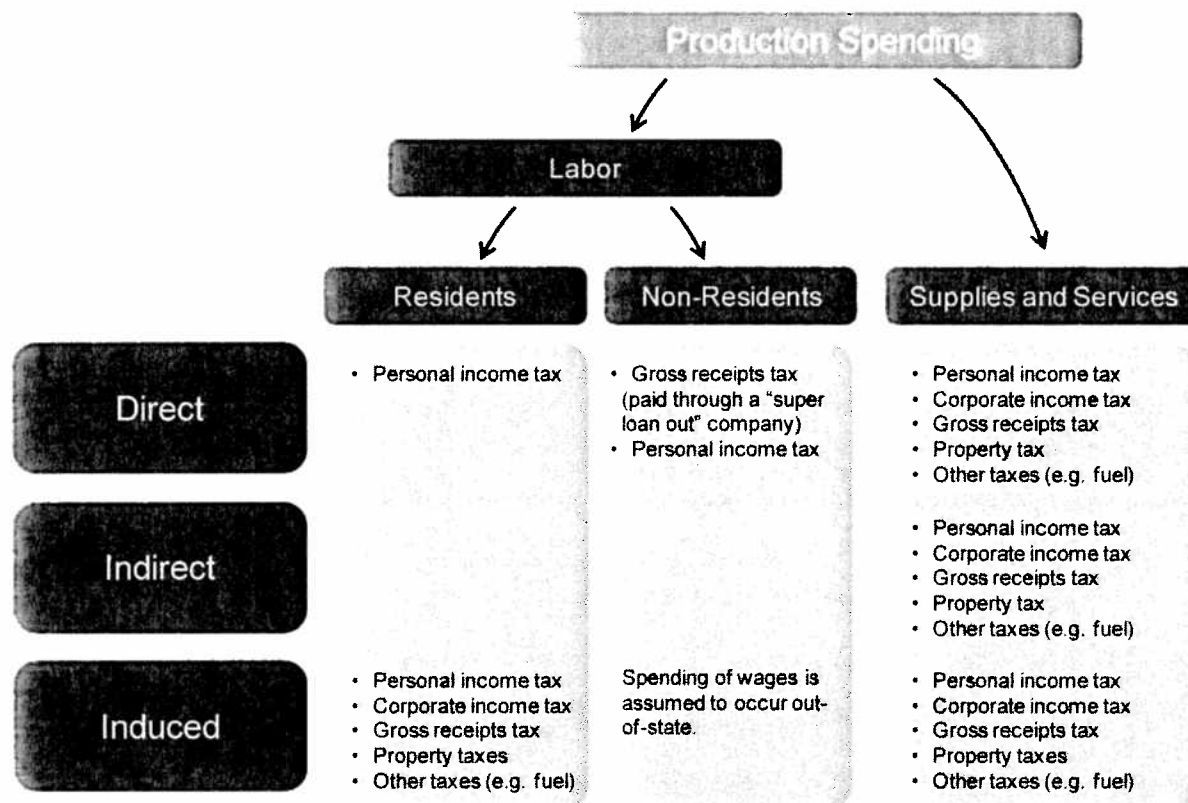 Production Spending
Labor
Residents
Non-Residents
Supplies and Services
Direct
• Personal income tax
• Gross receipts tax
(paid through a "super
loan out" company)
• Personal income tax
• Personal income tax
• Corporate income tax
• Gross receipts tax
• Property tax
• Other taxes (e.g. fuel)
Indirect
• Personal income tax
• Corporate income tax
• Gross receipts tax
• Property tax
• Other taxes (e.g. fuel)
Induced
• Personal income tax
• Corporate income tax
• Gross receipts tax
• Property taxes
• Other taxes (e.g. fuel)
Spending of wages is
assumed to occur out-
of-state.
• Personal income tax
• Corporate income tax
• Gross receipts tax
• Property taxes
• Other taxes (e.g. fuel)